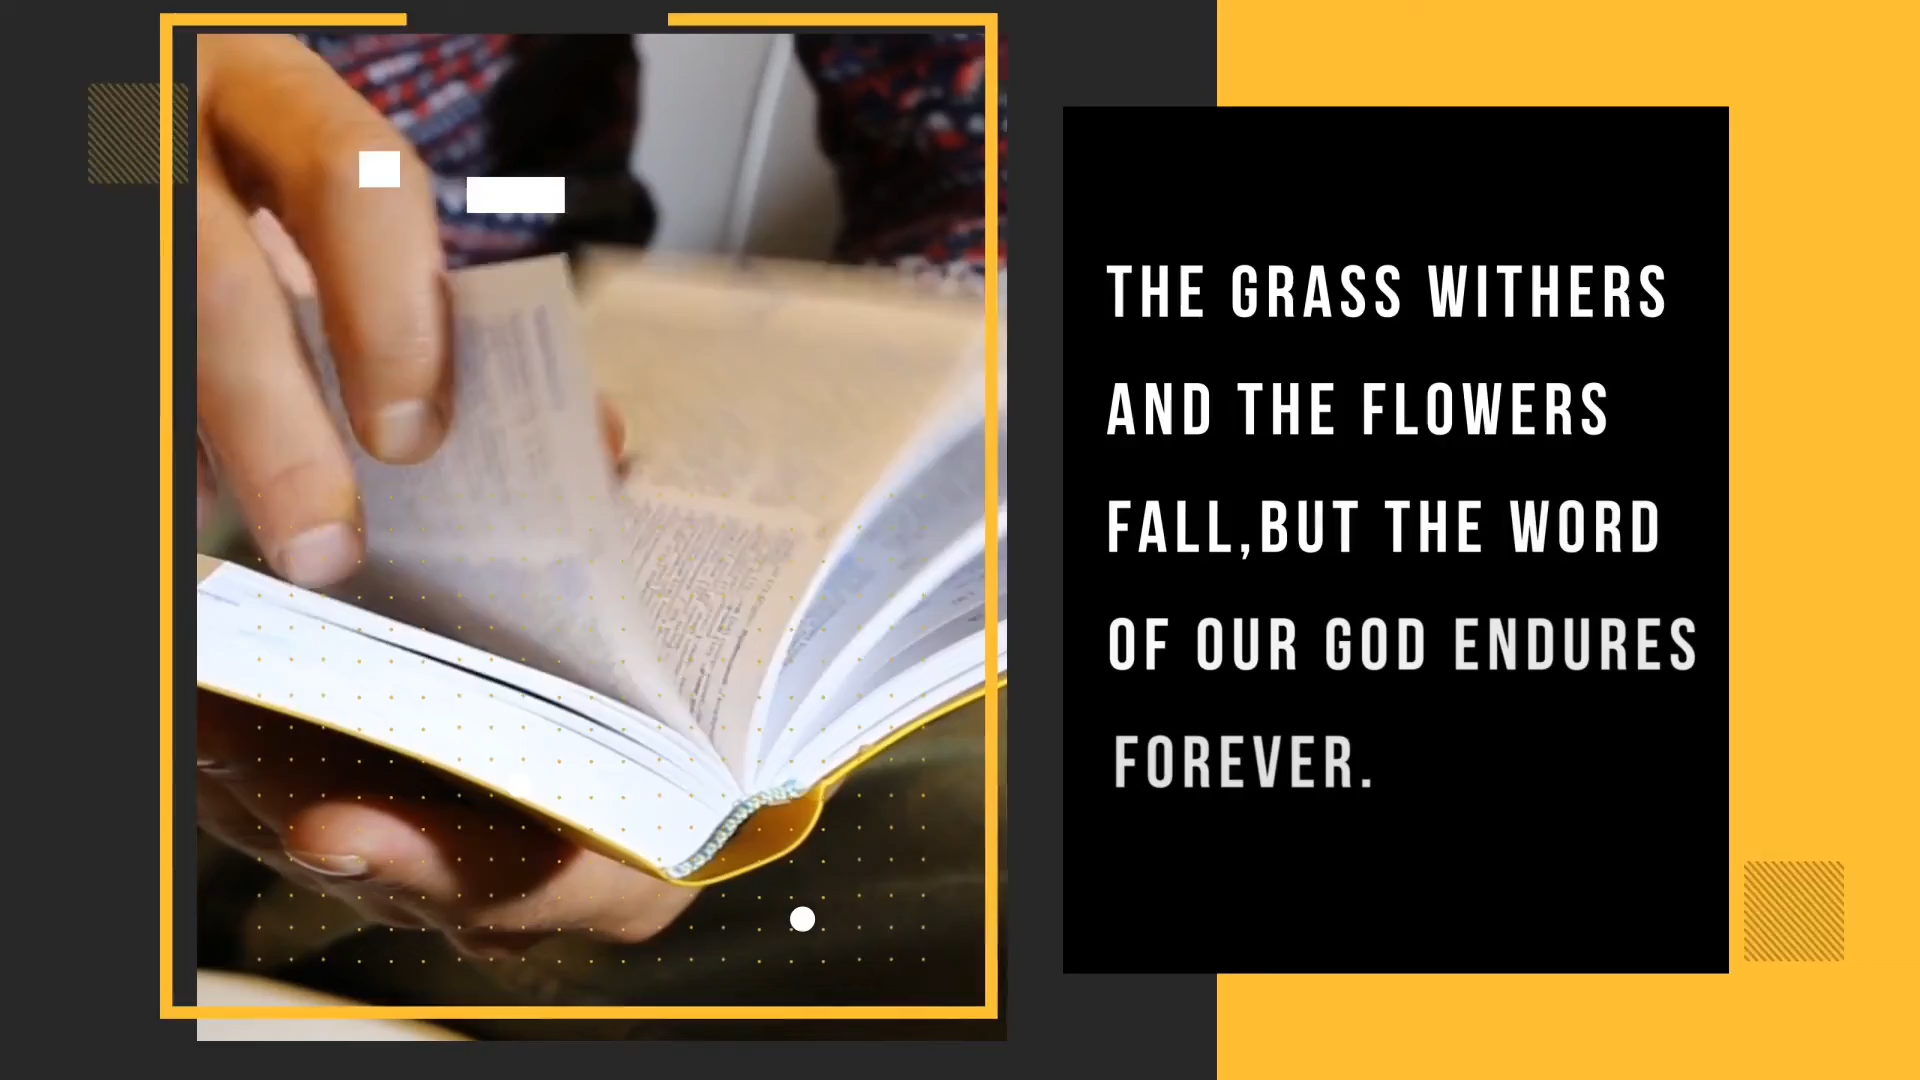 THE GRASS WITHERS
AND THE FLOWERS
FALL,BUT THE WORD
OF OUR GOD ENDURES
FOREVER.